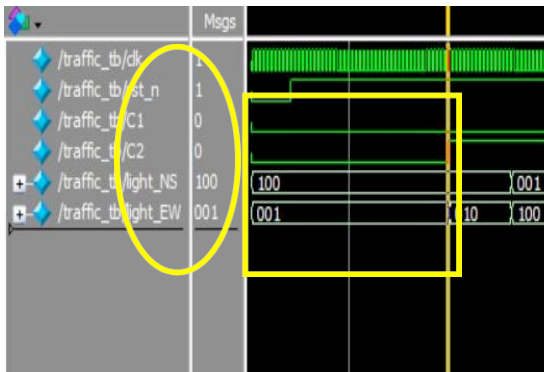 Msgs
/traffic_tb/clk 1
/traffic_tb/rst_n 1
/traffic_tb/C1 0
/traffic_tb/C2 0
/traffic_tb/light_NS 100 100 001
/traffic_tb/light_EW 001 001 010 100